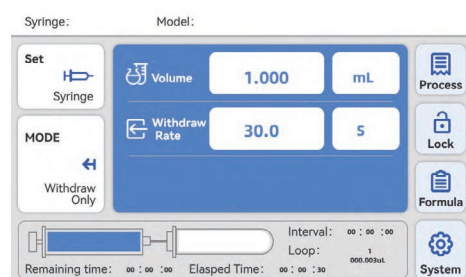 Syringe: Model:
Set
Syringe
Volume 1.000 mL
Process
MODE
Withdraw Rate 30.0 S
Lock
Withdraw
Only
Formula
Interval: 00 : 00 : 00
Loop: 1
000.003uL
Remaining time: 00 : 00 : 00 Elapsed Time: 00 : 00 : 30
System